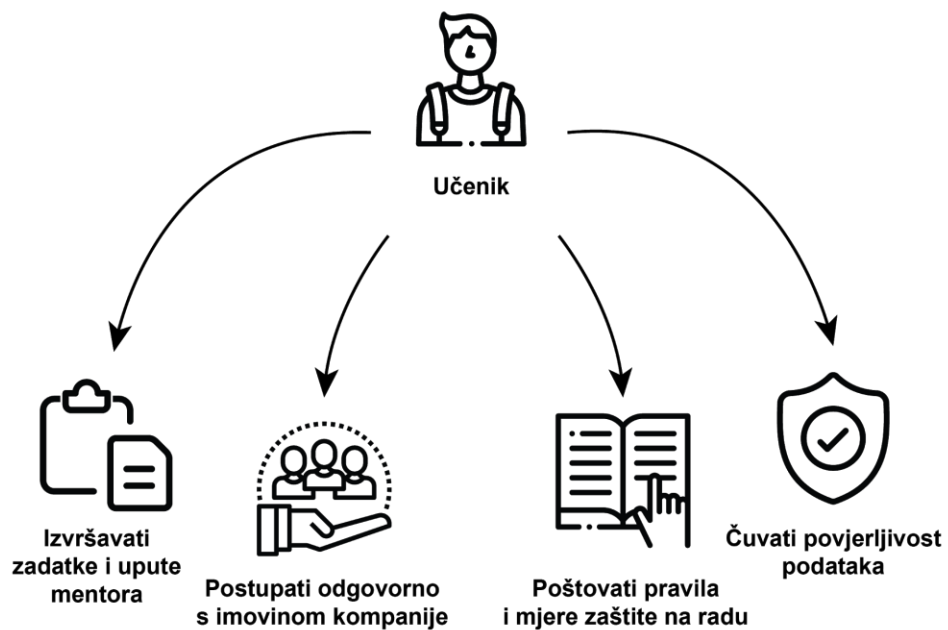 Učenik
Izvršavati
zadatke i upute
mentora
Postupati odgovorno
s imovinom kompanije
Poštovati pravila
i mjere zaštite na radu
Čuvati povjerljivost
podataka